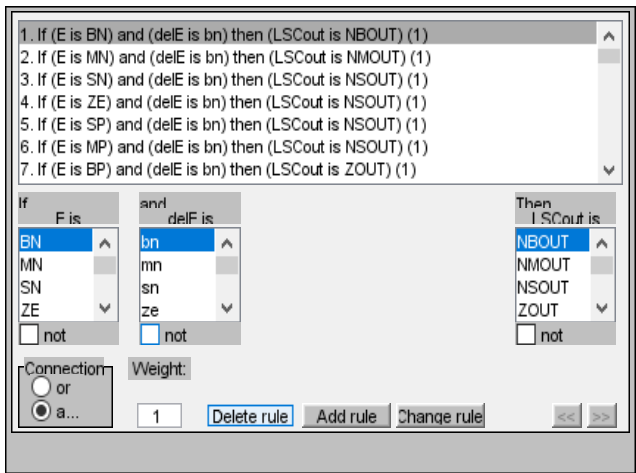 1. If (E is BN) and (delE is bn) then (LSCout is NBOUT) (1)
2. If (E is MN) and (delE is bn) then (LSCout is NMOUT) (1)
3. If (E is SN) and (delE is bn) then (LSCout is NSOUT) (1)
4. If (E is ZE) and (delE is bn) then (LSCout is NSOUT) (1)
5. If (E is SP) and (delE is bn) then (LSCout is NSOUT) (1)
6. If (E is MP) and (delE is bn) then (LSCout is NSOUT) (1)
7. If (E is BP) and (delE is bn) then (LSCout is ZOUT) (1)
If and Then
E is delE is LSCout is
BN bn NBOUT
MN mn NMOUT
SN sn NSOUT
ZE ze ZOUT
not not not
Connection Weight:
or
a... 1 Delete rule Add rule Change rule << >>